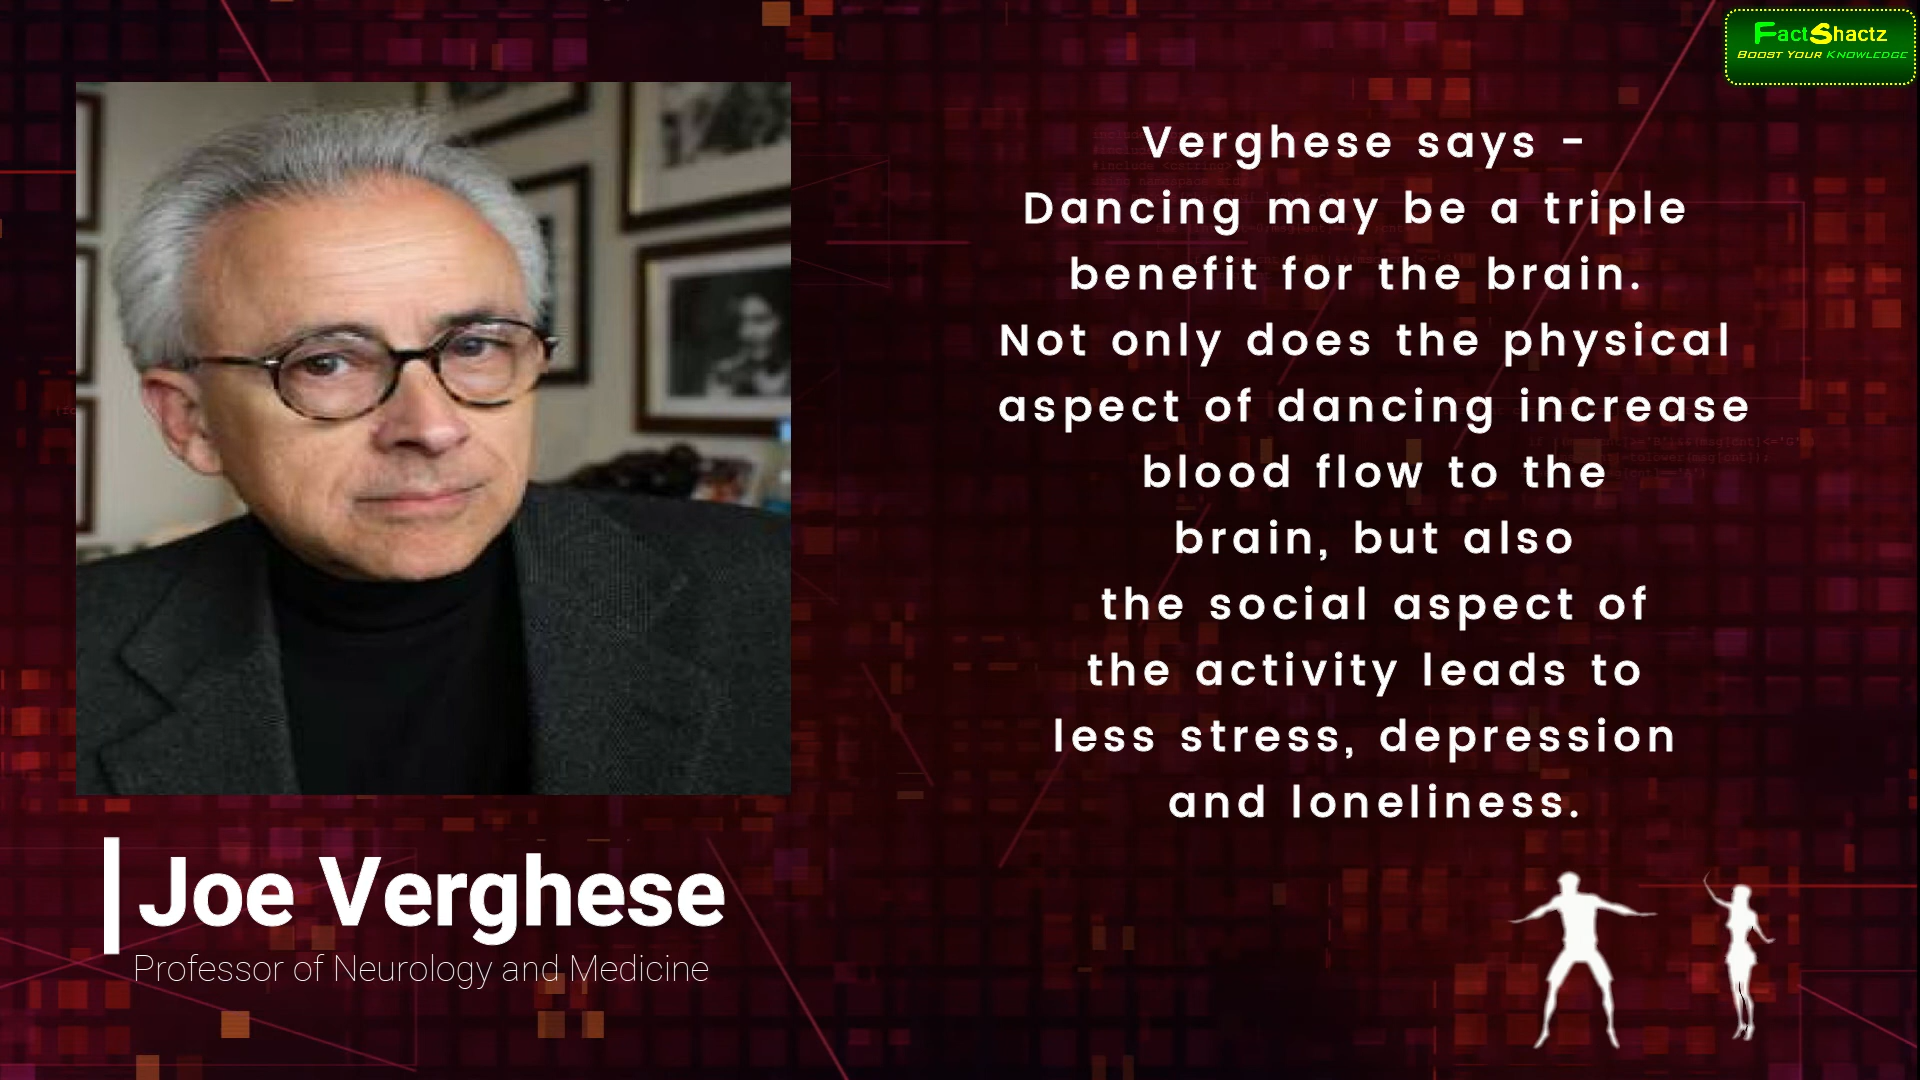 FactShactz
Boost Your Knowledge
Verghese says -
Dancing may be a triple
benefit for the brain.
Not only does the physical
aspect of dancing increase
blood flow to the
brain, but also
the social aspect of
the activity leads to
less stress, depression
and loneliness.
Joe Verghese
Professor of Neurology and Medicine